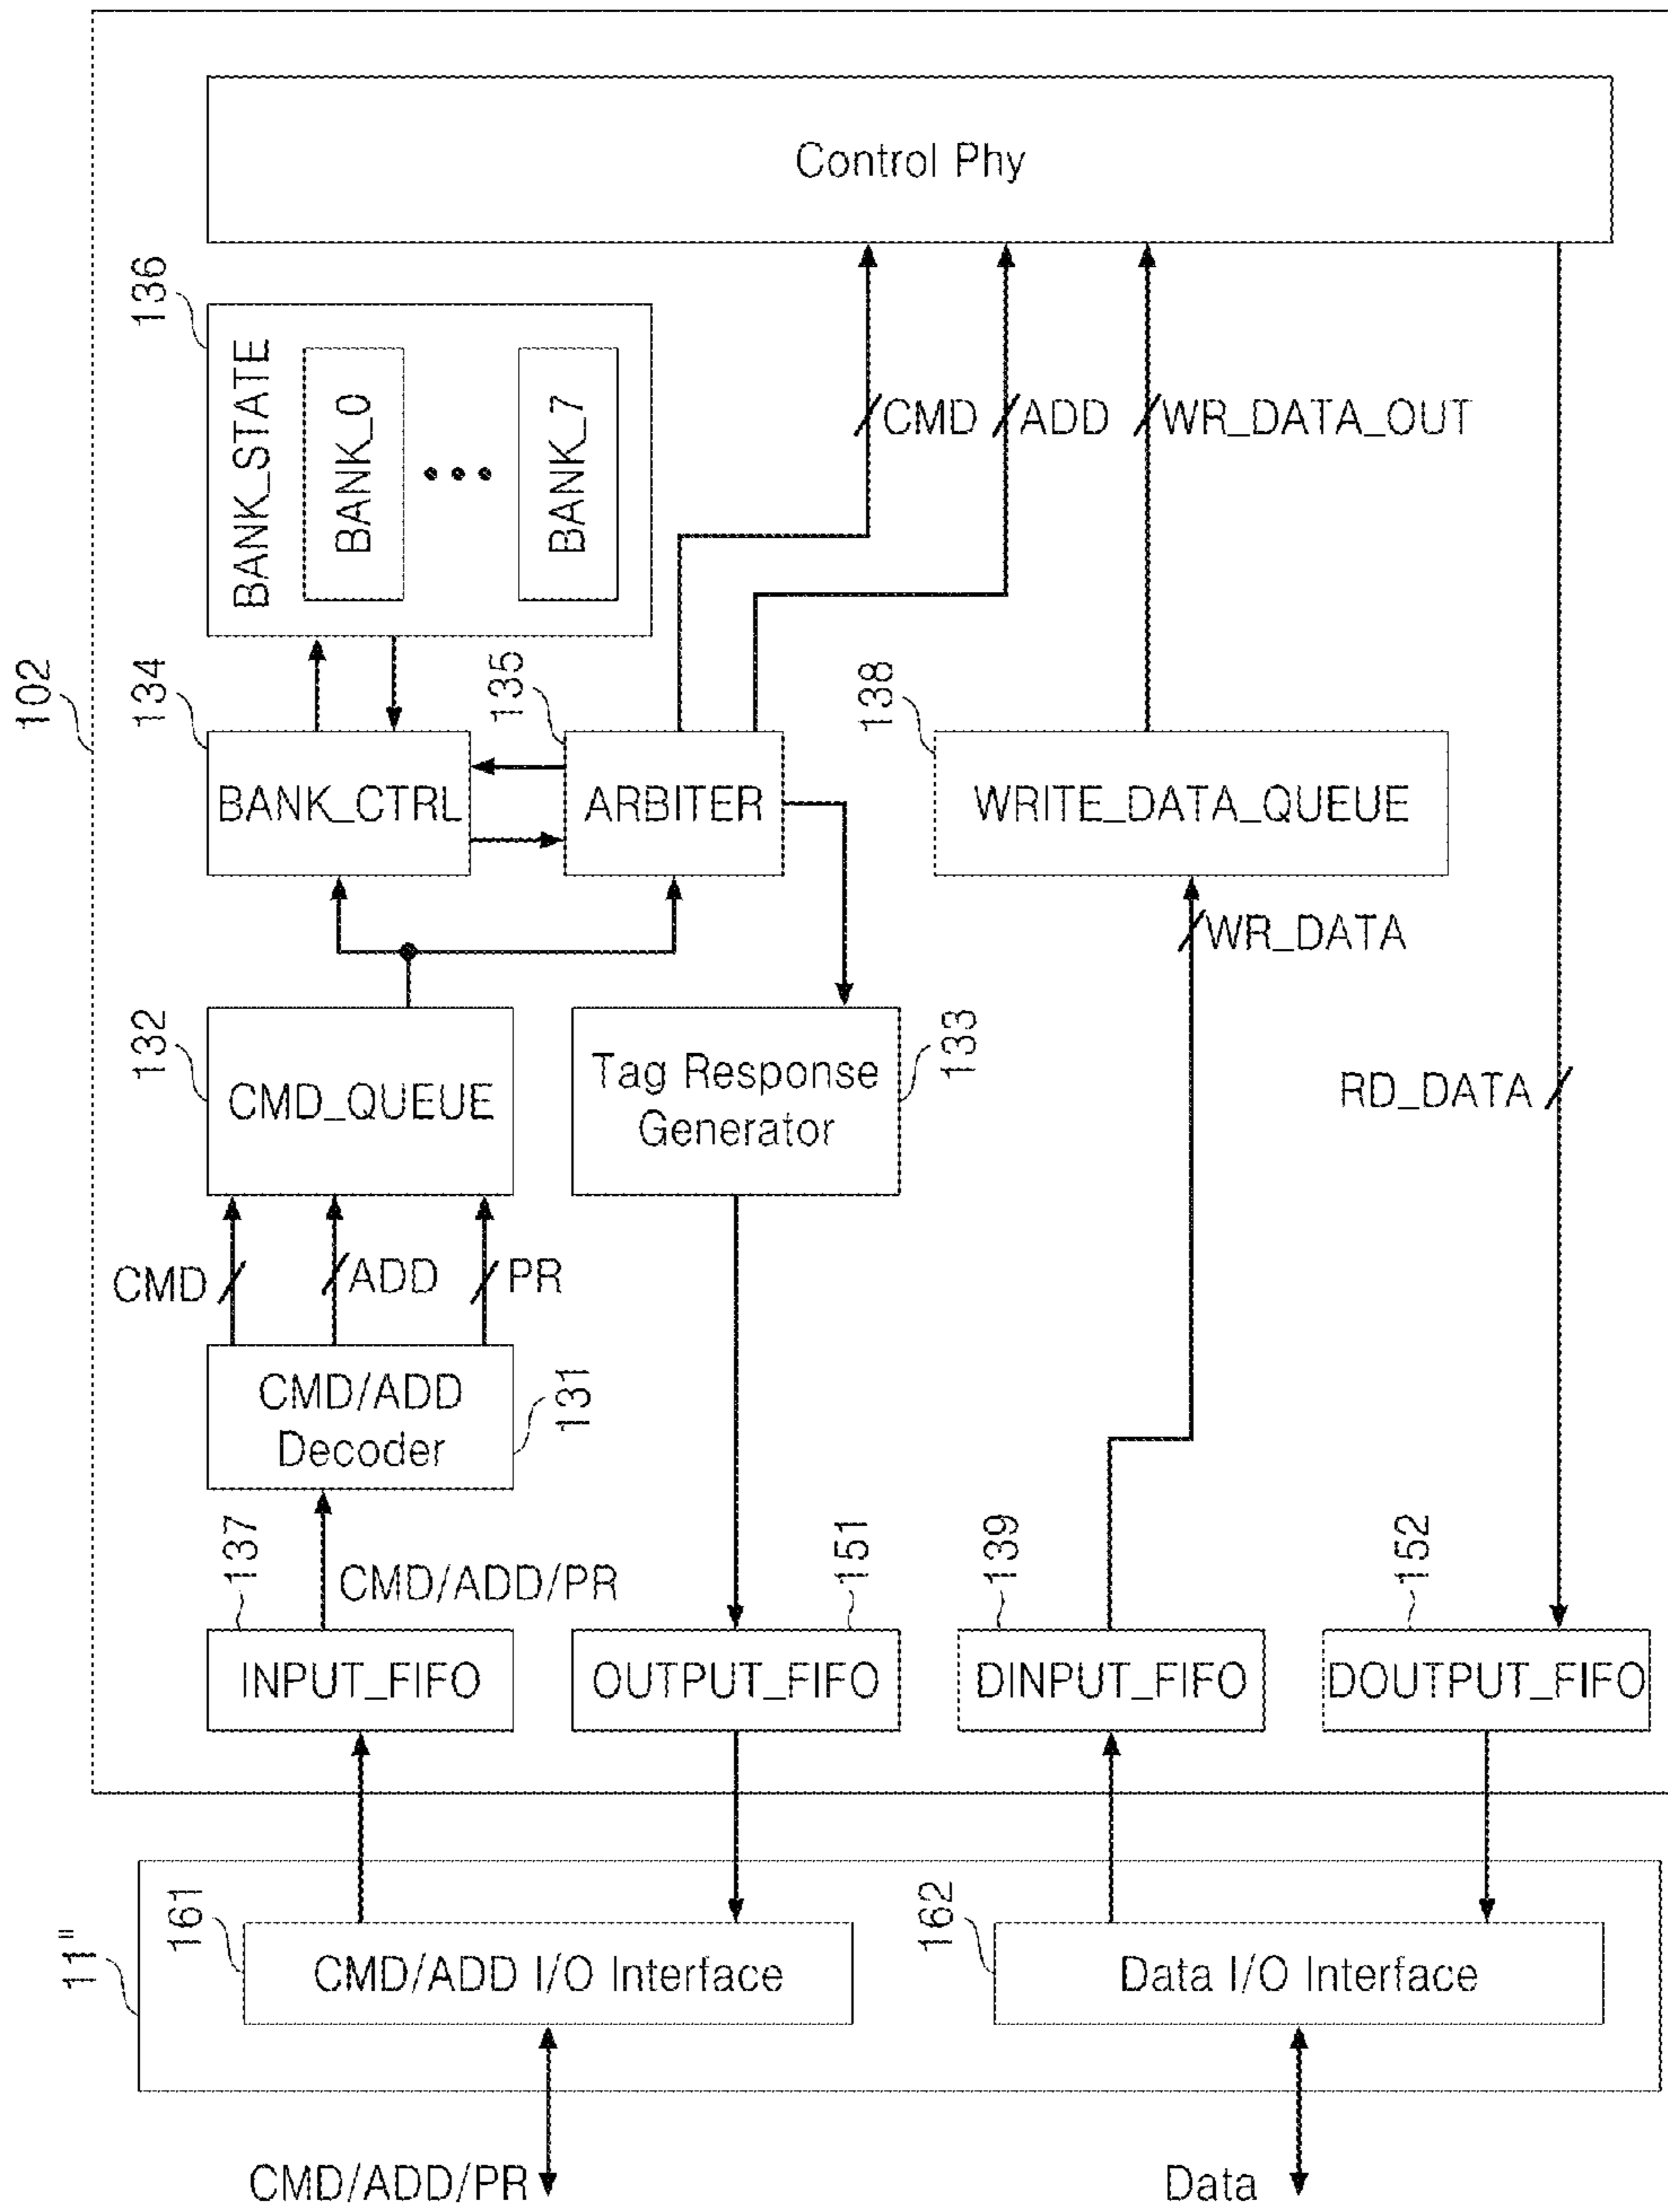 102
Control Phy
136
BANK_STATE
BANK_0
BANK_7
CMD
ADD
WR_DATA_OUT
134
BANK_CTRL
135
ARBITER
138
WRITE_DATA_QUEUE
WR_DATA
132
CMD_QUEUE
Tag Response
Generator
133
RD_DATA
CMD
ADD
PR
CMD/ADD
Decoder
131
137
CMD/ADD/PR
INPUT_FIFO
151
OUTPUT_FIFO
139
DINPUT_FIFO
152
DOUTPUT_FIFO
11"
161
CMD/ADD I/O Interface
162
Data I/O Interface
CMD/ADD/PR
Data